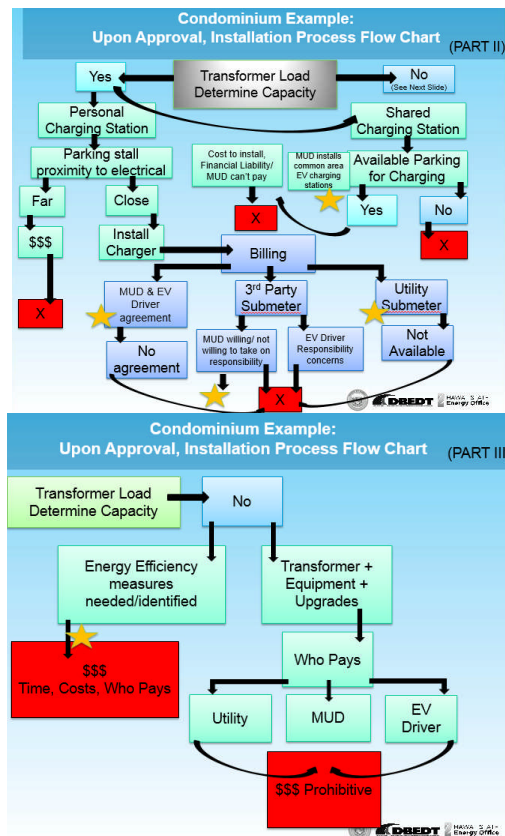 Condominium Example:
Upon Approval, Installation Process Flow Chart
(PART II)
Yes
Transformer Load
Determine Capacity
No
(See Next Slide)
Personal
Charging Station
Shared
Charging Station
Parking stall
proximity to electrical
Cost to install,
Financial Liability/
MUD can't pay
MUD installs
common area
EV charging
stations
Available Parking
for Charging
Far
Close
X
Yes
No
$$$
Install
Charger
Billing
X
X
MUD & EV
Driver
agreement
3rd Party
Submeter
Utility
Submeter
No
agreement
MUD willing/ not
willing to take on
responsibility
EV Driver
Responsibility
concerns
Not
Available
X
DBEDT
Energy Office
Condominium Example:
Upon Approval, Installation Process Flow Chart
(PART III)
Transformer Load
Determine Capacity
No
Energy Efficiency
measures
needed/identified
Transformer +
Equipment +
Upgrades
$$$
Time, Costs, Who Pays
Who Pays
Utility
MUD
EV
Driver
$$$ Prohibitive
DBEDT
Energy Office